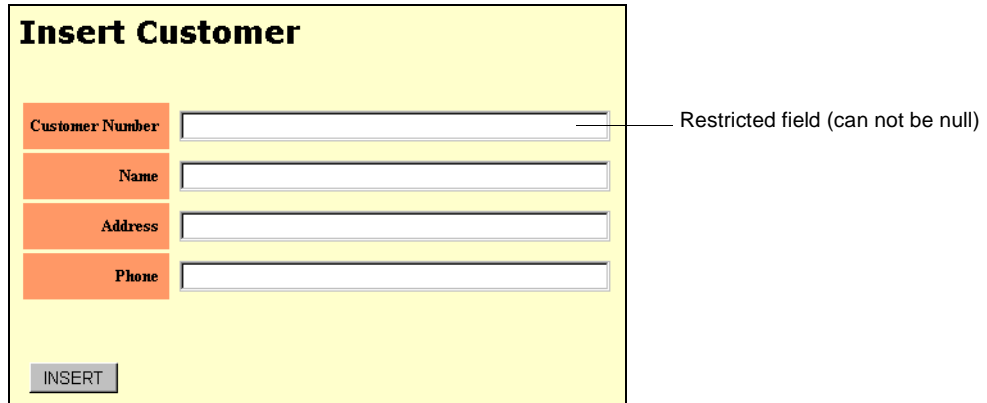 Insert Customer
Customer Number
Restricted field (can not be null)
Name
Address
Phone
INSERT